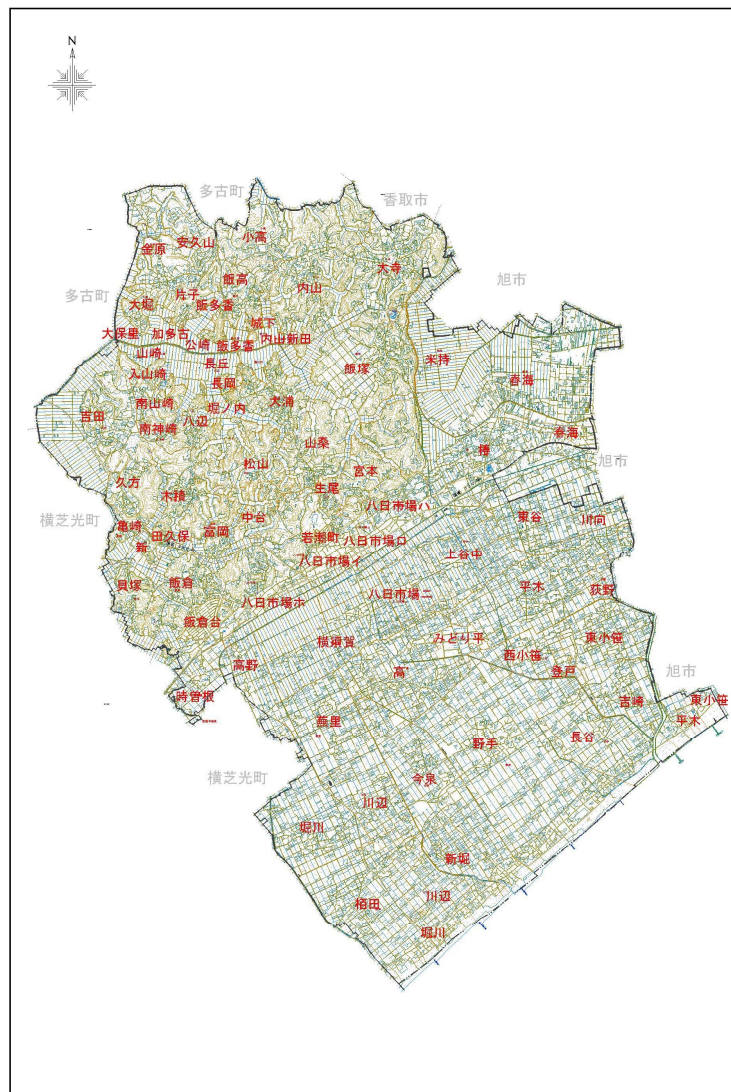 N
多古町
香取市
小高
安久山
金原
大寺
飯高
旭市
内山
片子
多古町
飯多香
大堀
城下
大保里
加多古
内山新田
公崎
飯多香
山崎
米持
長丘
飯塚
入山崎
長岡
春海
犬浦
南山崎
堀ノ内
吉田
八辺
南神崎
春海
山桑
椿
松山
旭市
宮本
久方
生尾
木積
八日市場ハ
中台
東谷
川向
横芝光町
亀崎
富岡
田久保
若潮町
八日市場ロ
上谷中
八日市場イ
貝塚
飯倉
平木
荻野
八日市場ニ
八日市場ホ
飯倉台
横須賀
みどり平
東小笹
西小笹
高野
高
登戸
旭市
時曽根
吉崎
東小笹
平木
蕪里
長谷
野手
横芝光町
今泉
川辺
堀川
新堀
川辺
栢田
堀川